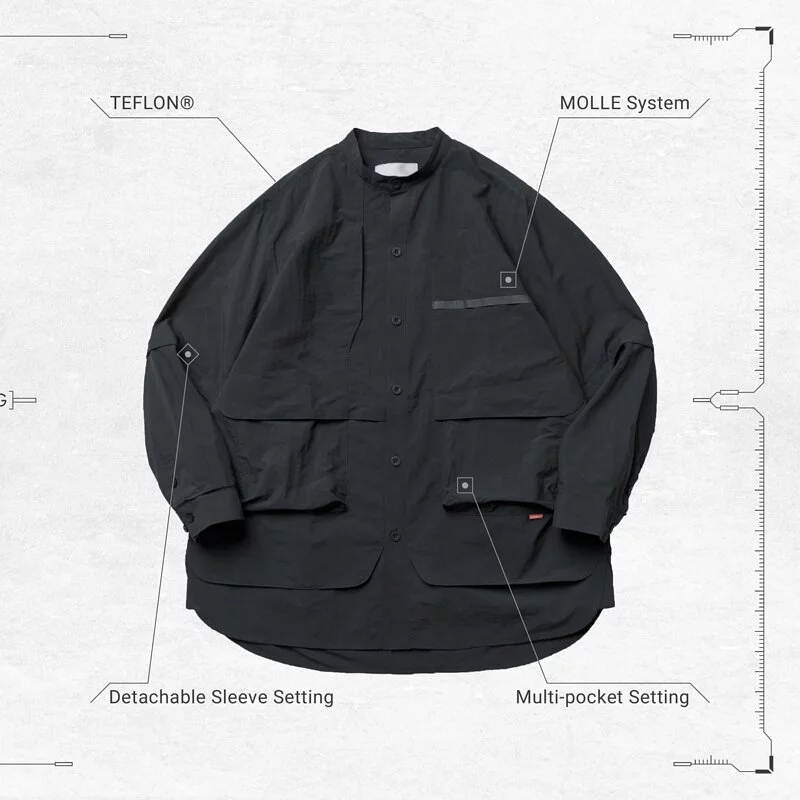 TEFLON®
MOLLE System
G
Detachable Sleeve Setting
Multi-pocket Setting